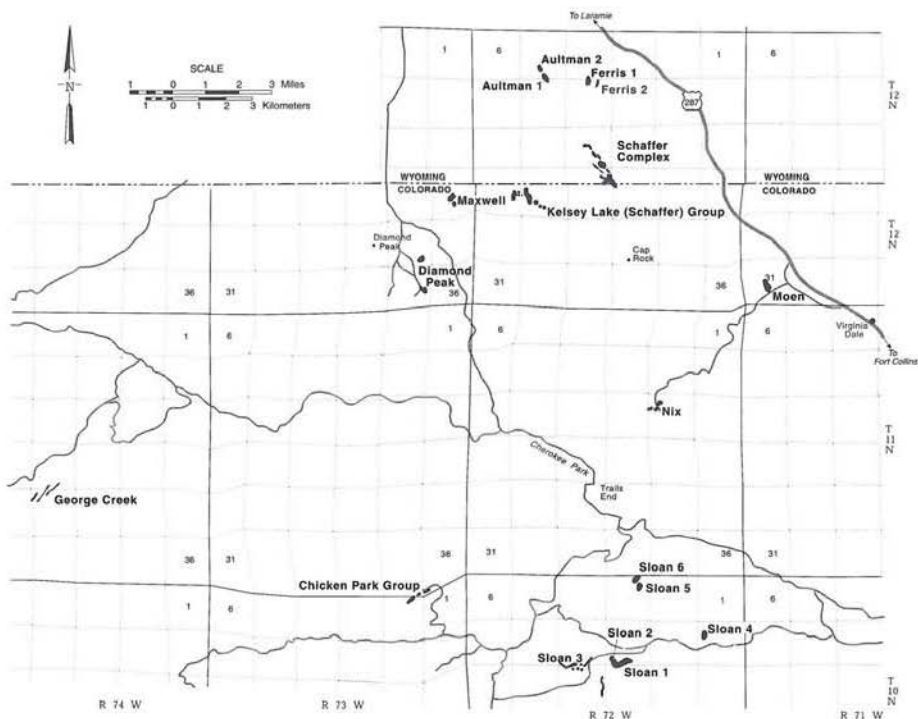 To Laramie
1 6 1 6
N
SCALE
1 0 1 2 3 Miles
1 0 1 2 3 Kilometers
Aultman 2
Aultman 1
Ferris 1
Ferris 2
287
T
12
N
Schaffer
Complex
WYOMING
COLORADO
WYOMING
COLORADO
Maxwell
Kelsey Lake (Schaffer) Group
T
12
N
Diamond
Peak
Cap
Rock
Diamond
Peak
36 31 36 31 36 31
Moen
1 6 1 6 1 6
Virginia
Dale
To
Fort Collins
Nix
T
11
N
Cherokee Park
Trails
End
George Creek
36 31 36 31 36 31
Sloan 6
Sloan 5
Chicken Park Group
1 6 1 6 1 6
Sloan 4
Sloan 2
Sloan 3
Sloan 1
T
10
N
R 74 W R 73 W R 72 W R 71 W